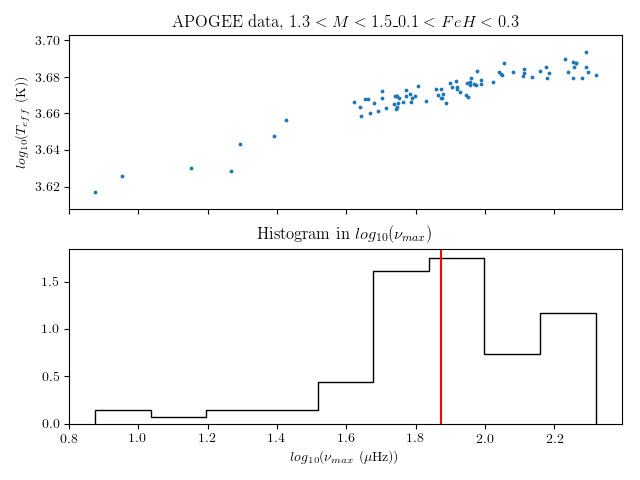 APOGEE data, 1.3 < M < 1.5_0.1 < FeH < 0.3
3.70
3.68
3.66
3.64
3.62
log10(Teff (K))
Histogram in log10(νmax)
1.5
1.0
0.5
0.0
0.8 1.0 1.2 1.4 1.6 1.8 2.0 2.2
log10(νmax (μHz))